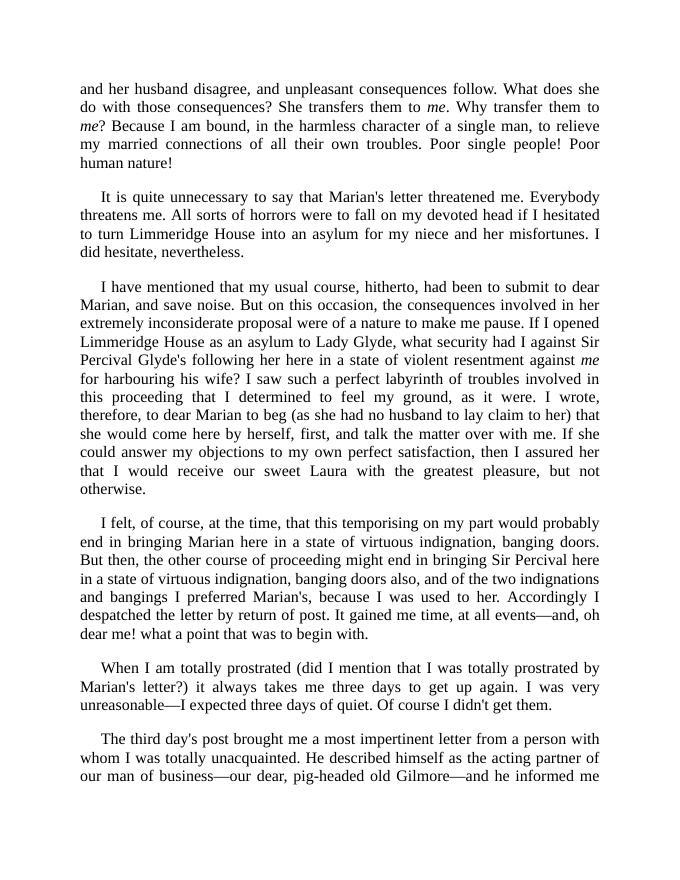 and her husband disagree, and unpleasant consequences follow. What does she
do with those consequences? She transfers them to me. Why transfer them to
me? Because I am bound, in the harmless character of a single man, to relieve
my married connections of all their own troubles. Poor single people! Poor
human nature!
It is quite unnecessary to say that Marian's letter threatened me. Everybody
threatens me. All sorts of horrors were to fall on my devoted head if I hesitated
to turn Limmeridge House into an asylum for my niece and her misfortunes. I
did hesitate, nevertheless.
I have mentioned that my usual course, hitherto, had been to submit to dear
Marian, and save noise. But on this occasion, the consequences involved in her
extremely inconsiderate proposal were of a nature to make me pause. If I opened
Limmeridge House as an asylum to Lady Glyde, what security had I against Sir
Percival Glyde's following her here in a state of violent resentment against me
for harbouring his wife? I saw such a perfect labyrinth of troubles involved in
this proceeding that I determined to feel my ground, as it were. I wrote,
therefore, to dear Marian to beg (as she had no husband to lay claim to her) that
she would come here by herself, first, and talk the matter over with me. If she
could answer my objections to my own perfect satisfaction, then I assured her
that I would receive our sweet Laura with the greatest pleasure, but not
otherwise.
I felt, of course, at the time, that this temporising on my part would probably
end in bringing Marian here in a state of virtuous indignation, banging doors.
But then, the other course of proceeding might end in bringing Sir Percival here
in a state of virtuous indignation, banging doors also, and of the two indignations
and bangings I preferred Marian's, because I was used to her. Accordingly I
despatched the letter by return of post. It gained me time, at all events—and, oh
dear me! what a point that was to begin with.
When I am totally prostrated (did I mention that I was totally prostrated by
Marian's letter?) it always takes me three days to get up again. I was very
unreasonable—I expected three days of quiet. Of course I didn't get them.
The third day's post brought me a most impertinent letter from a person with
whom I was totally unacquainted. He described himself as the acting partner of
our man of business—our dear, pig-headed old Gilmore—and he informed me